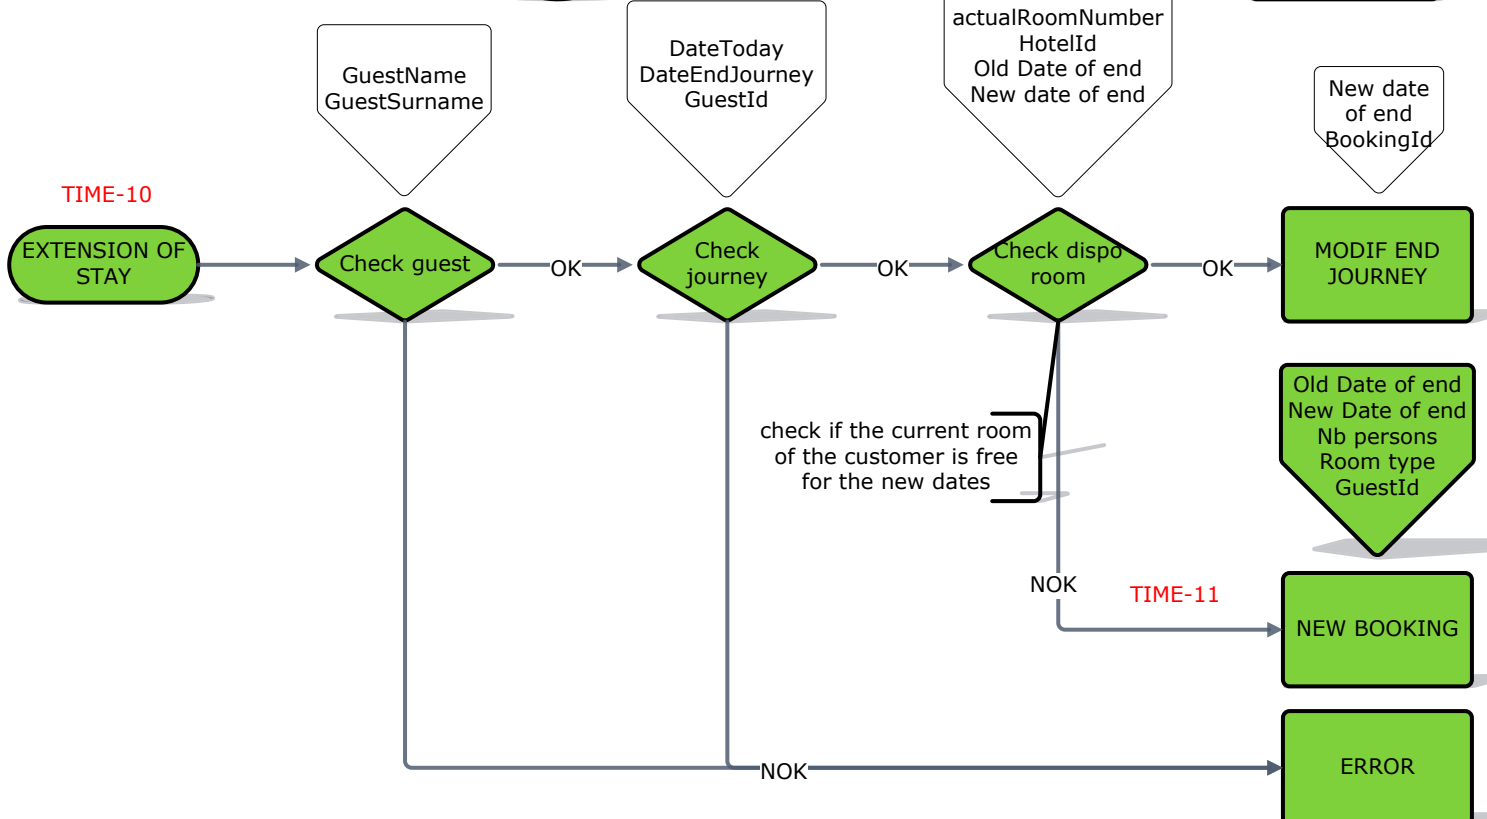 actualRoomNumber
HotelId
Old Date of end
New date of end
DateToday
DateEndJourney
GuestId
GuestName
GuestSurname
New date
of end
BookingId
TIME-10
EXTENSION OF
STAY
Check guest
OK
Check
journey
OK
Check dispo
room
OK
MODIF END
JOURNEY
Old Date of end
New Date of end
Nb persons
Room type
GuestId
check if the current room
of the customer is free
for the new dates
NOK
TIME-11
NEW BOOKING
NOK
ERROR